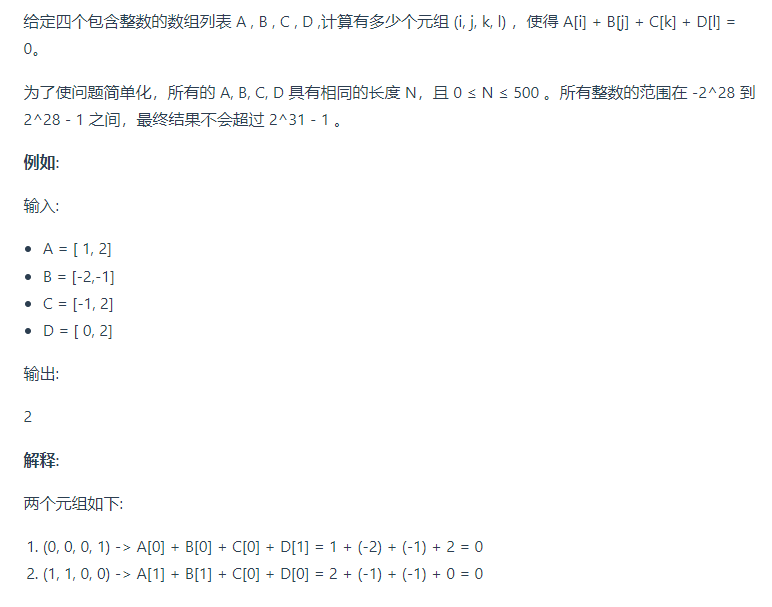 给定四个包含整数的数组列表 A , B , C , D ,计算有多少个元组 (i, j, k, l) ，使得 A[i] + B[j] + C[k] + D[l] =
0。
为了使问题简单化，所有的 A, B, C, D 具有相同的长度 N，且 0 ≤ N ≤ 500 。所有整数的范围在 -2^28 到
2^28 - 1 之间，最终结果不会超过 2^31 - 1 。
例如:
输入:
• A = [ 1, 2]
• B = [-2,-1]
• C = [-1, 2]
• D = [ 0, 2]
输出:
2
解释:
两个元组如下:
1. (0, 0, 0, 1) -> A[0] + B[0] + C[0] + D[1] = 1 + (-2) + (-1) + 2 = 0
2. (1, 1, 0, 0) -> A[1] + B[1] + C[0] + D[0] = 2 + (-1) + (-1) + 0 = 0